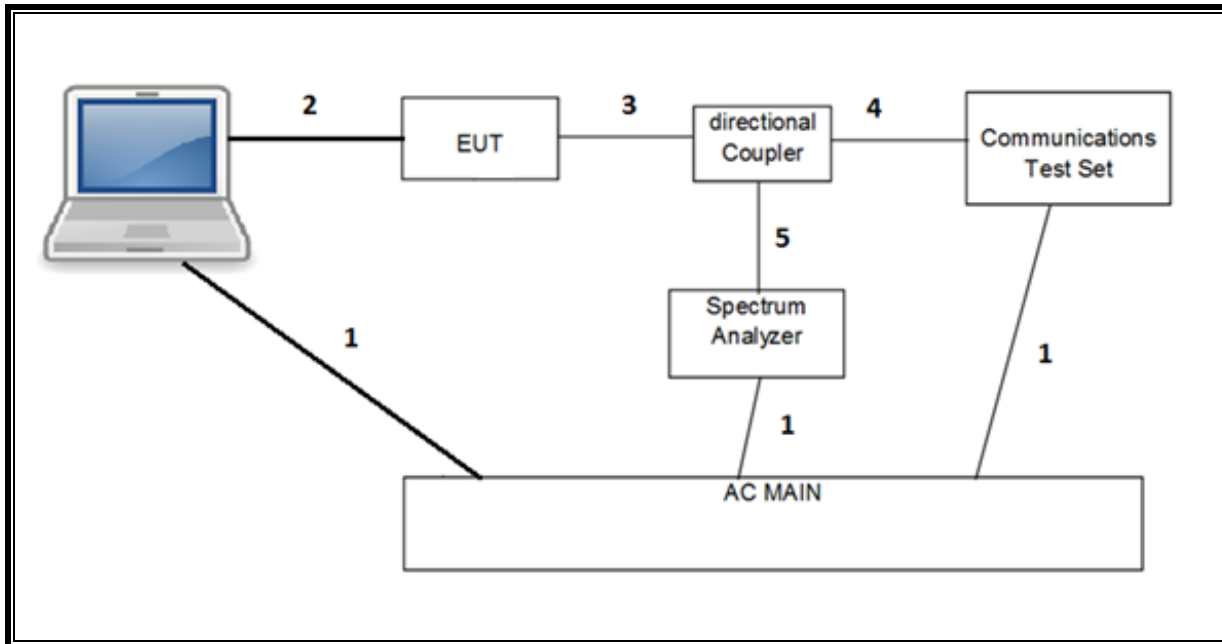 2
EUT
3
directional
Coupler
4
Communications
Test Set
5
Spectrum
Analyzer
1
1
1
AC MAIN